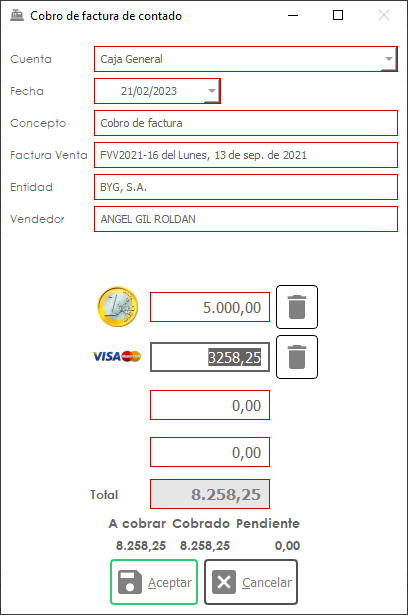 Cobro de factura de contado
Cuenta Caja General
Fecha 21/02/2023
Concepto Cobro de factura
Factura Venta FVV2021-16 del Lunes, 13 de sep. de 2021
Entidad BYG, S.A.
Vendedor ANGEL GIL ROLDAN
1 5.000,00
VISA MasterCard 3258,25
0,00
0,00
Total 8.258,25
A cobrar Cobrado Pendiente
8.258,25 8.258,25 0,00
Aceptar Cancelar